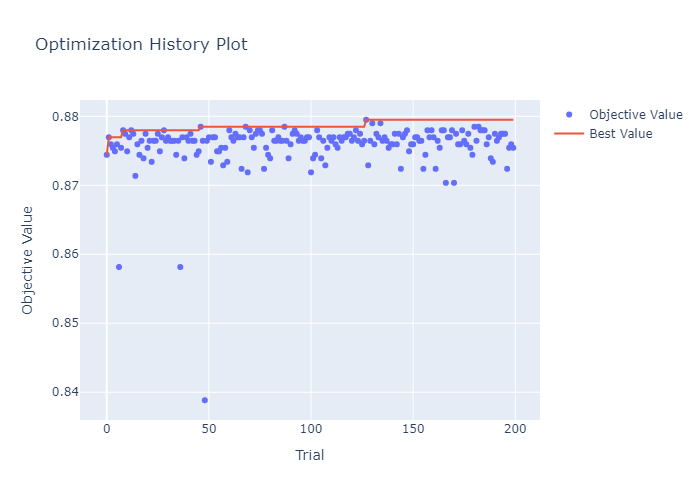 Optimization History Plot
Objective Value
Best Value
0.88
0.87
0.86
0.85
0.84
Objective Value
0
50
100
150
200
Trial